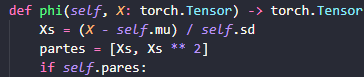 def phi(self, X: torch.Tensor) -> torch.Tensor
Xs = (X - self.mu) / self.sd
partes = [Xs, Xs ** 2]
if self.pares: